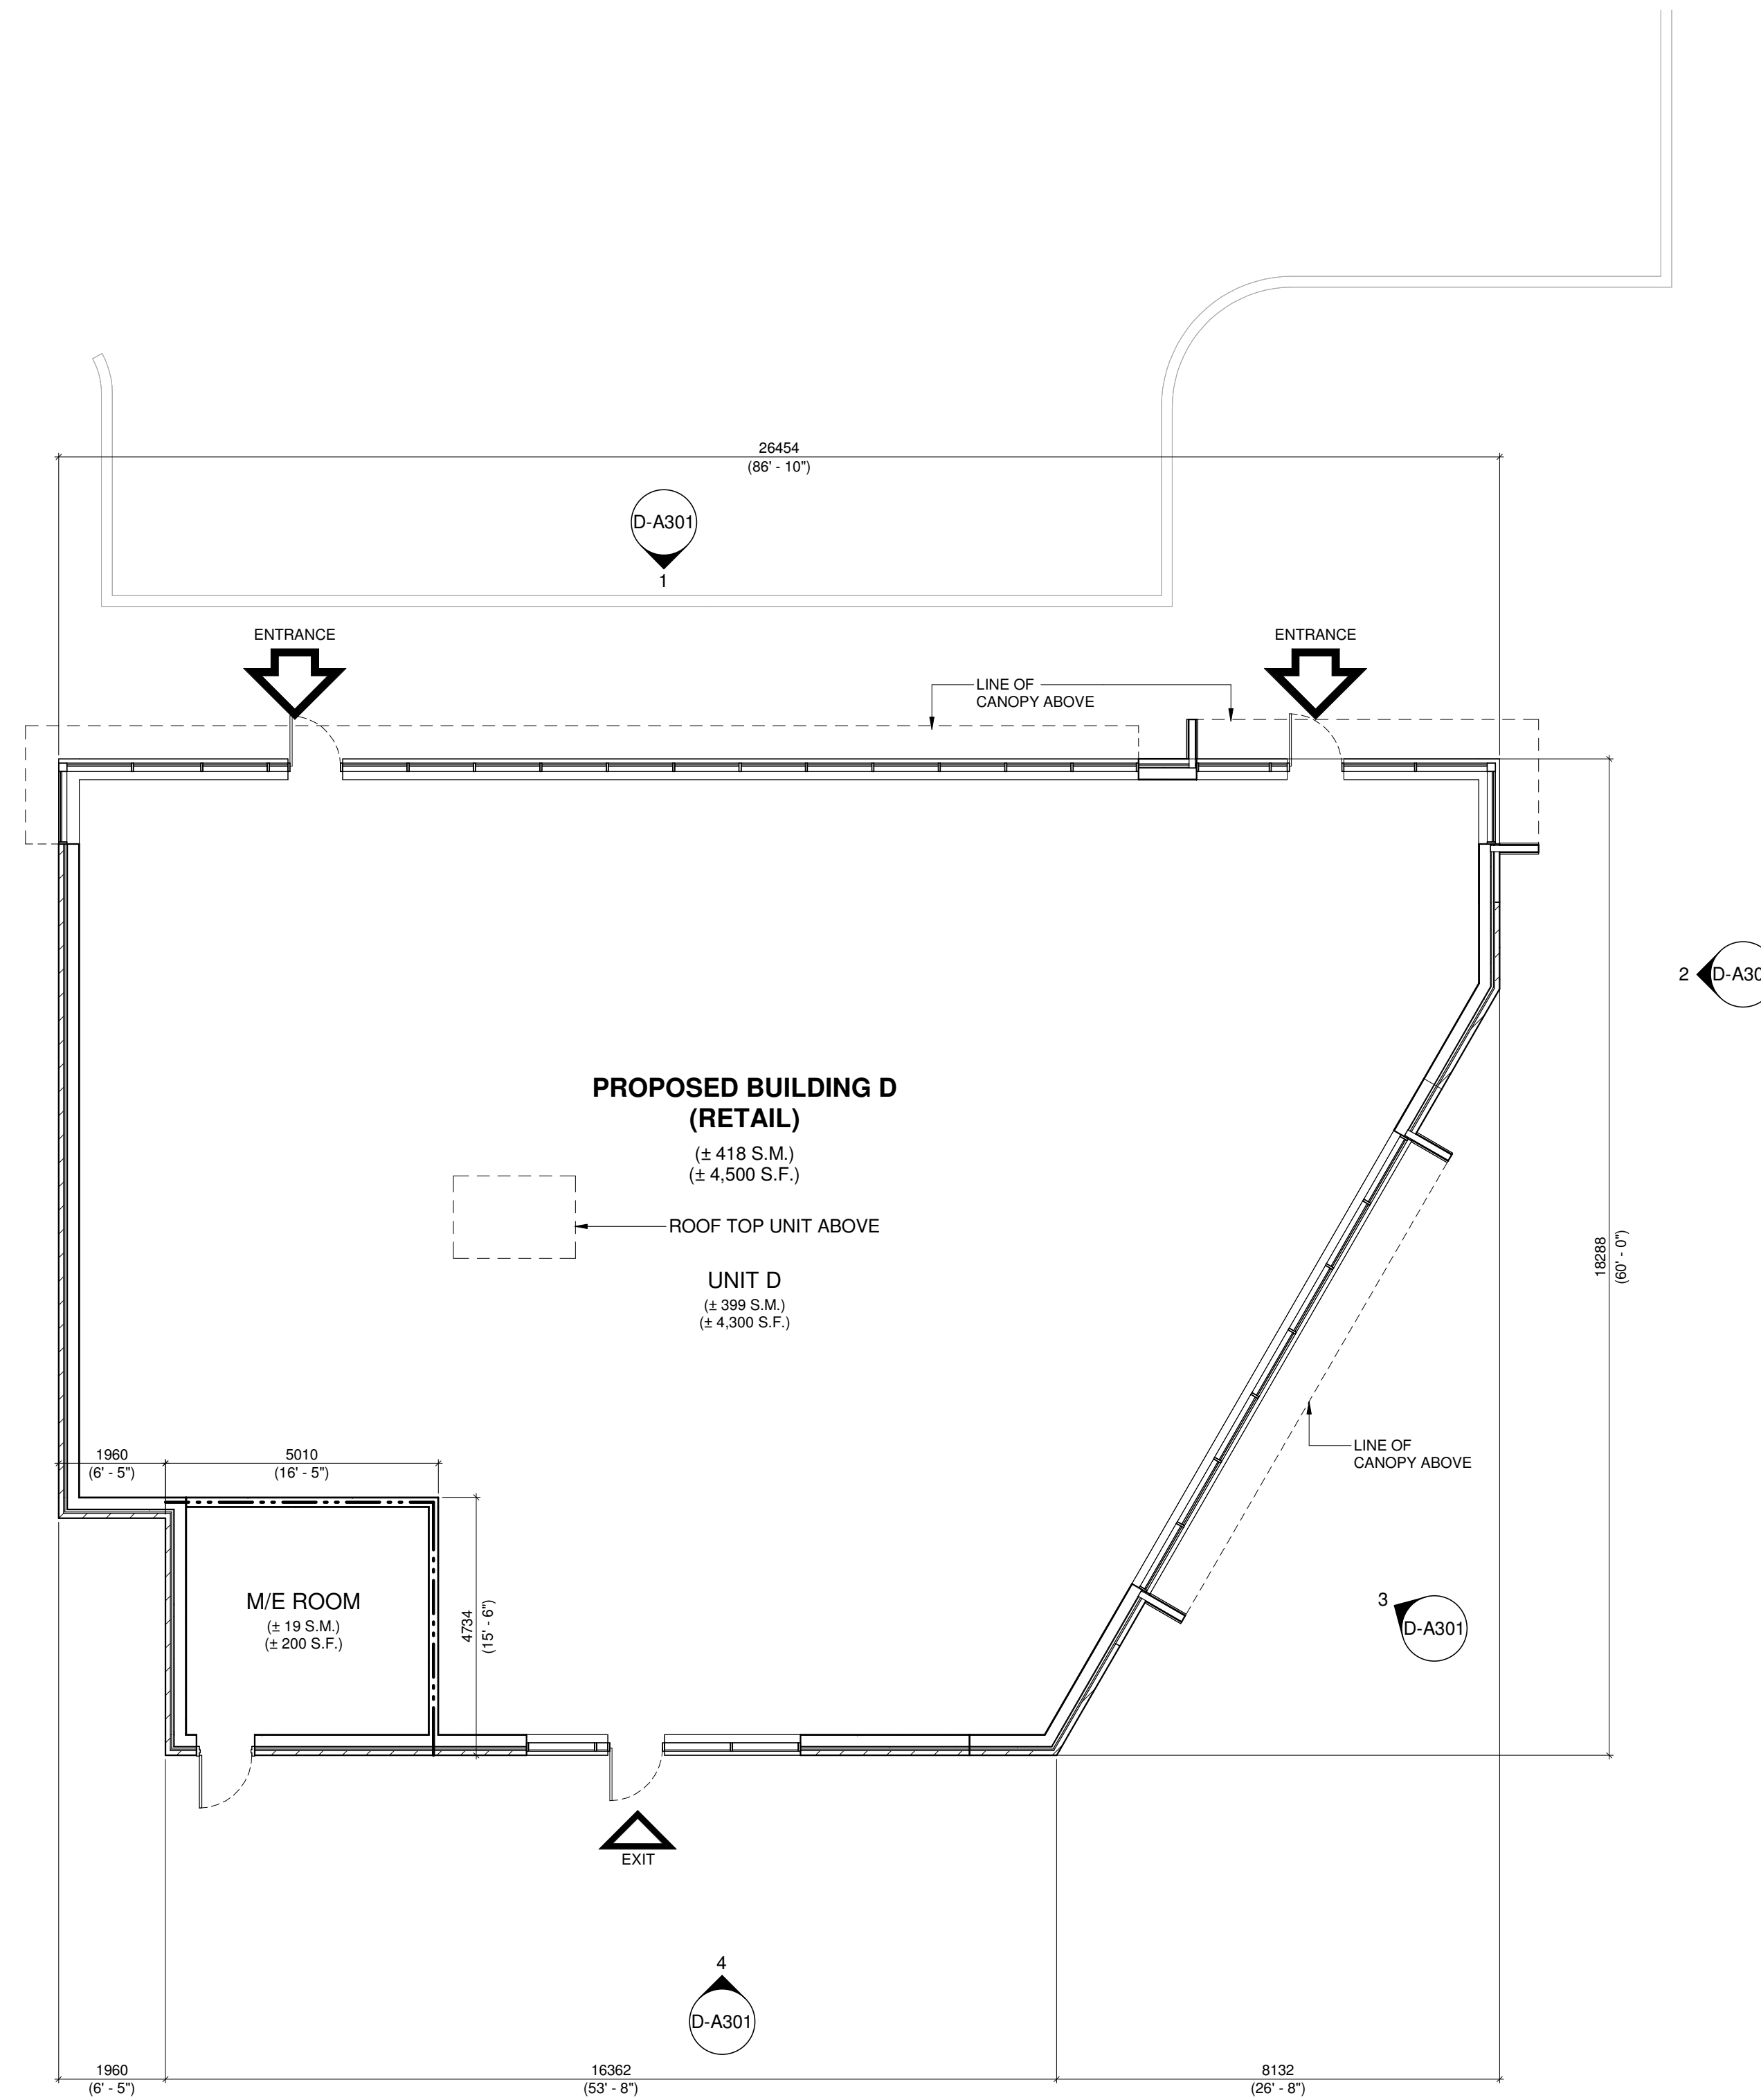 26454
(86' - 10")
D-A301
1
ENTRANCE
ENTRANCE
LINE OF
CANOPY ABOVE
2
D-A30
PROPOSED BUILDING D
(RETAIL)
(± 418 S.M.)
(± 4,500 S.F.)
ROOF TOP UNIT ABOVE
UNIT D
(± 399 S.M.)
(± 4,300 S.F.)
18288
(60' - 0")
LINE OF
CANOPY ABOVE
1960
(6' - 5")
5010
(16' - 5")
M/E ROOM
(± 19 S.M.)
(± 200 S.F.)
4734
(15' - 6")
3
D-A301
EXIT
4
D-A301
1960
(6' - 5")
16362
(53' - 8")
8132
(26' - 8")